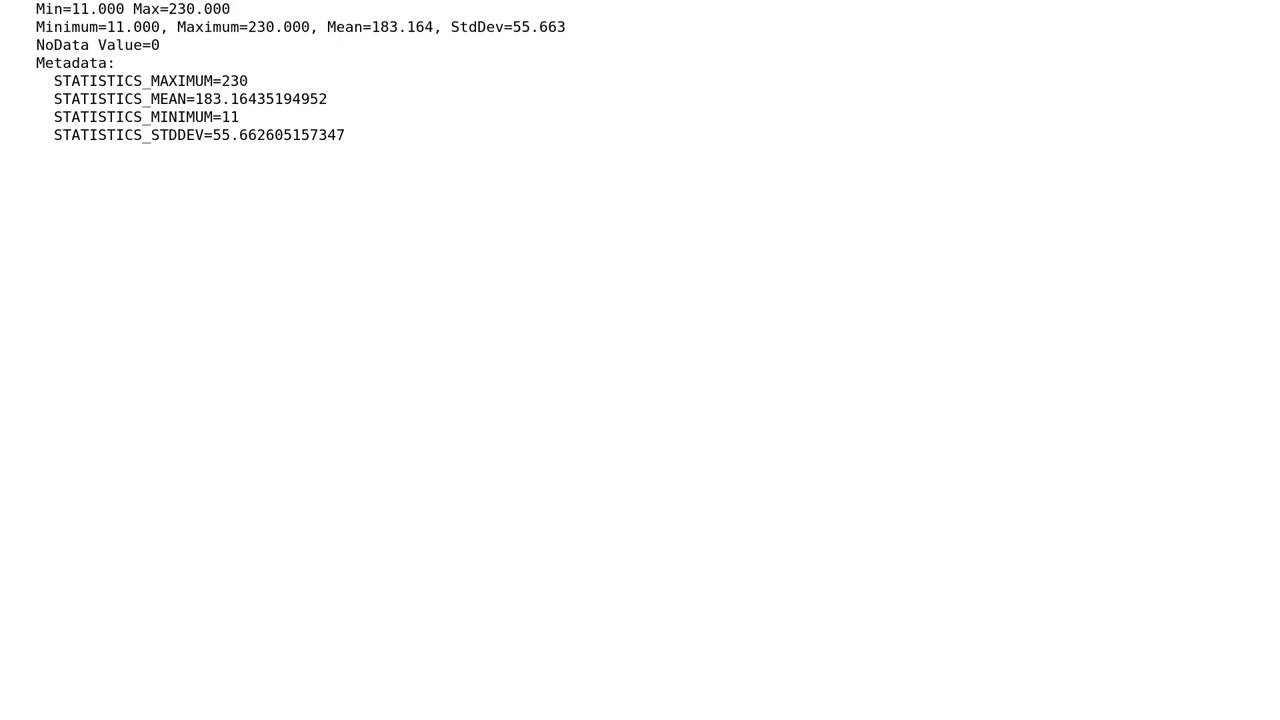 Min=11.000 Max=230.000
Minimum=11.000, Maximum=230.000, Mean=183.164, StdDev=55.663
NoData Value=0
Metadata:
STATISTICS_MAXIMUM=230
STATISTICS_MEAN=183.16435194952
STATISTICS_MINIMUM=11
STATISTICS_STDDEV=55.662605157347